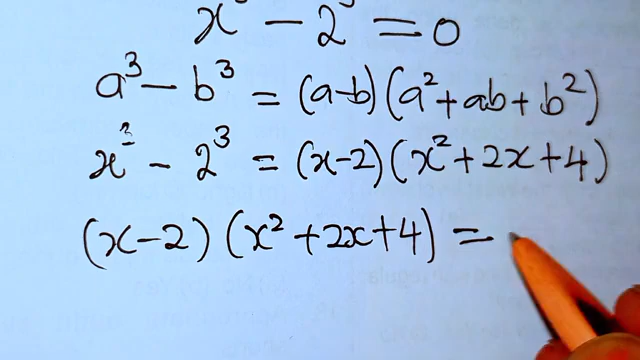 x³ − 2³ = 0
a³ − b³ = (a−b)(a² + ab + b²)
x³ − 2³ = (x−2)(x² + 2x + 4)
(x−2)(x² + 2x + 4) =